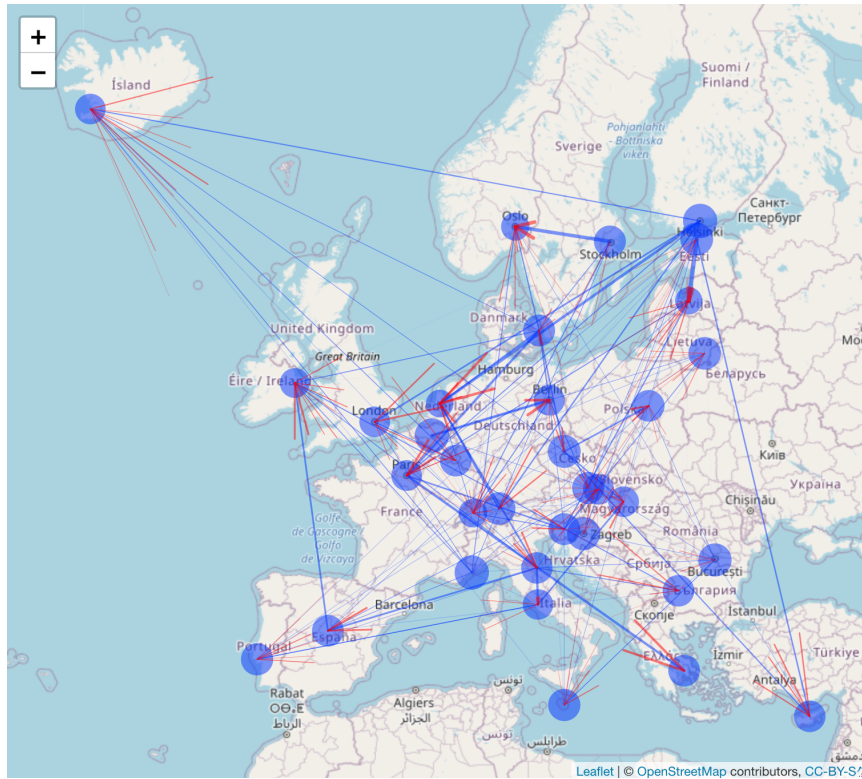 +
−
Ísland
Suomi /
Finland
Pohjanlahti
- Bottniska
viken
Sverige
Санкт-
Петербург
Oslo
Helsinki
Stockholm
Eesti
Latvija
Danmark
United Kingdom
Lietuva
Great Britain
Беларусь
Hamburg
Éire / Ireland
Berlin
Nederland
London
Polska
Deutschland
Česko
Київ
Paris
Slovensko
Україна
Magyarország
Chișinău
France
Golfe
de Gascogne /
Golfo
de Vizcaya
Zagreb
România
Hrvatska
Србија
București
България
Barcelona
Italia
Скопје
İstanbul
España
Portugal
Ελλάς
İzmir
Türkiye
Antalya
Rabat
ⵔⴱⴰⵟ
الرباط
Algiers
الجزائر
تونس
تونس
طرابلس
دمشق
Leaflet | © OpenStreetMap contributors, CC-BY-SA